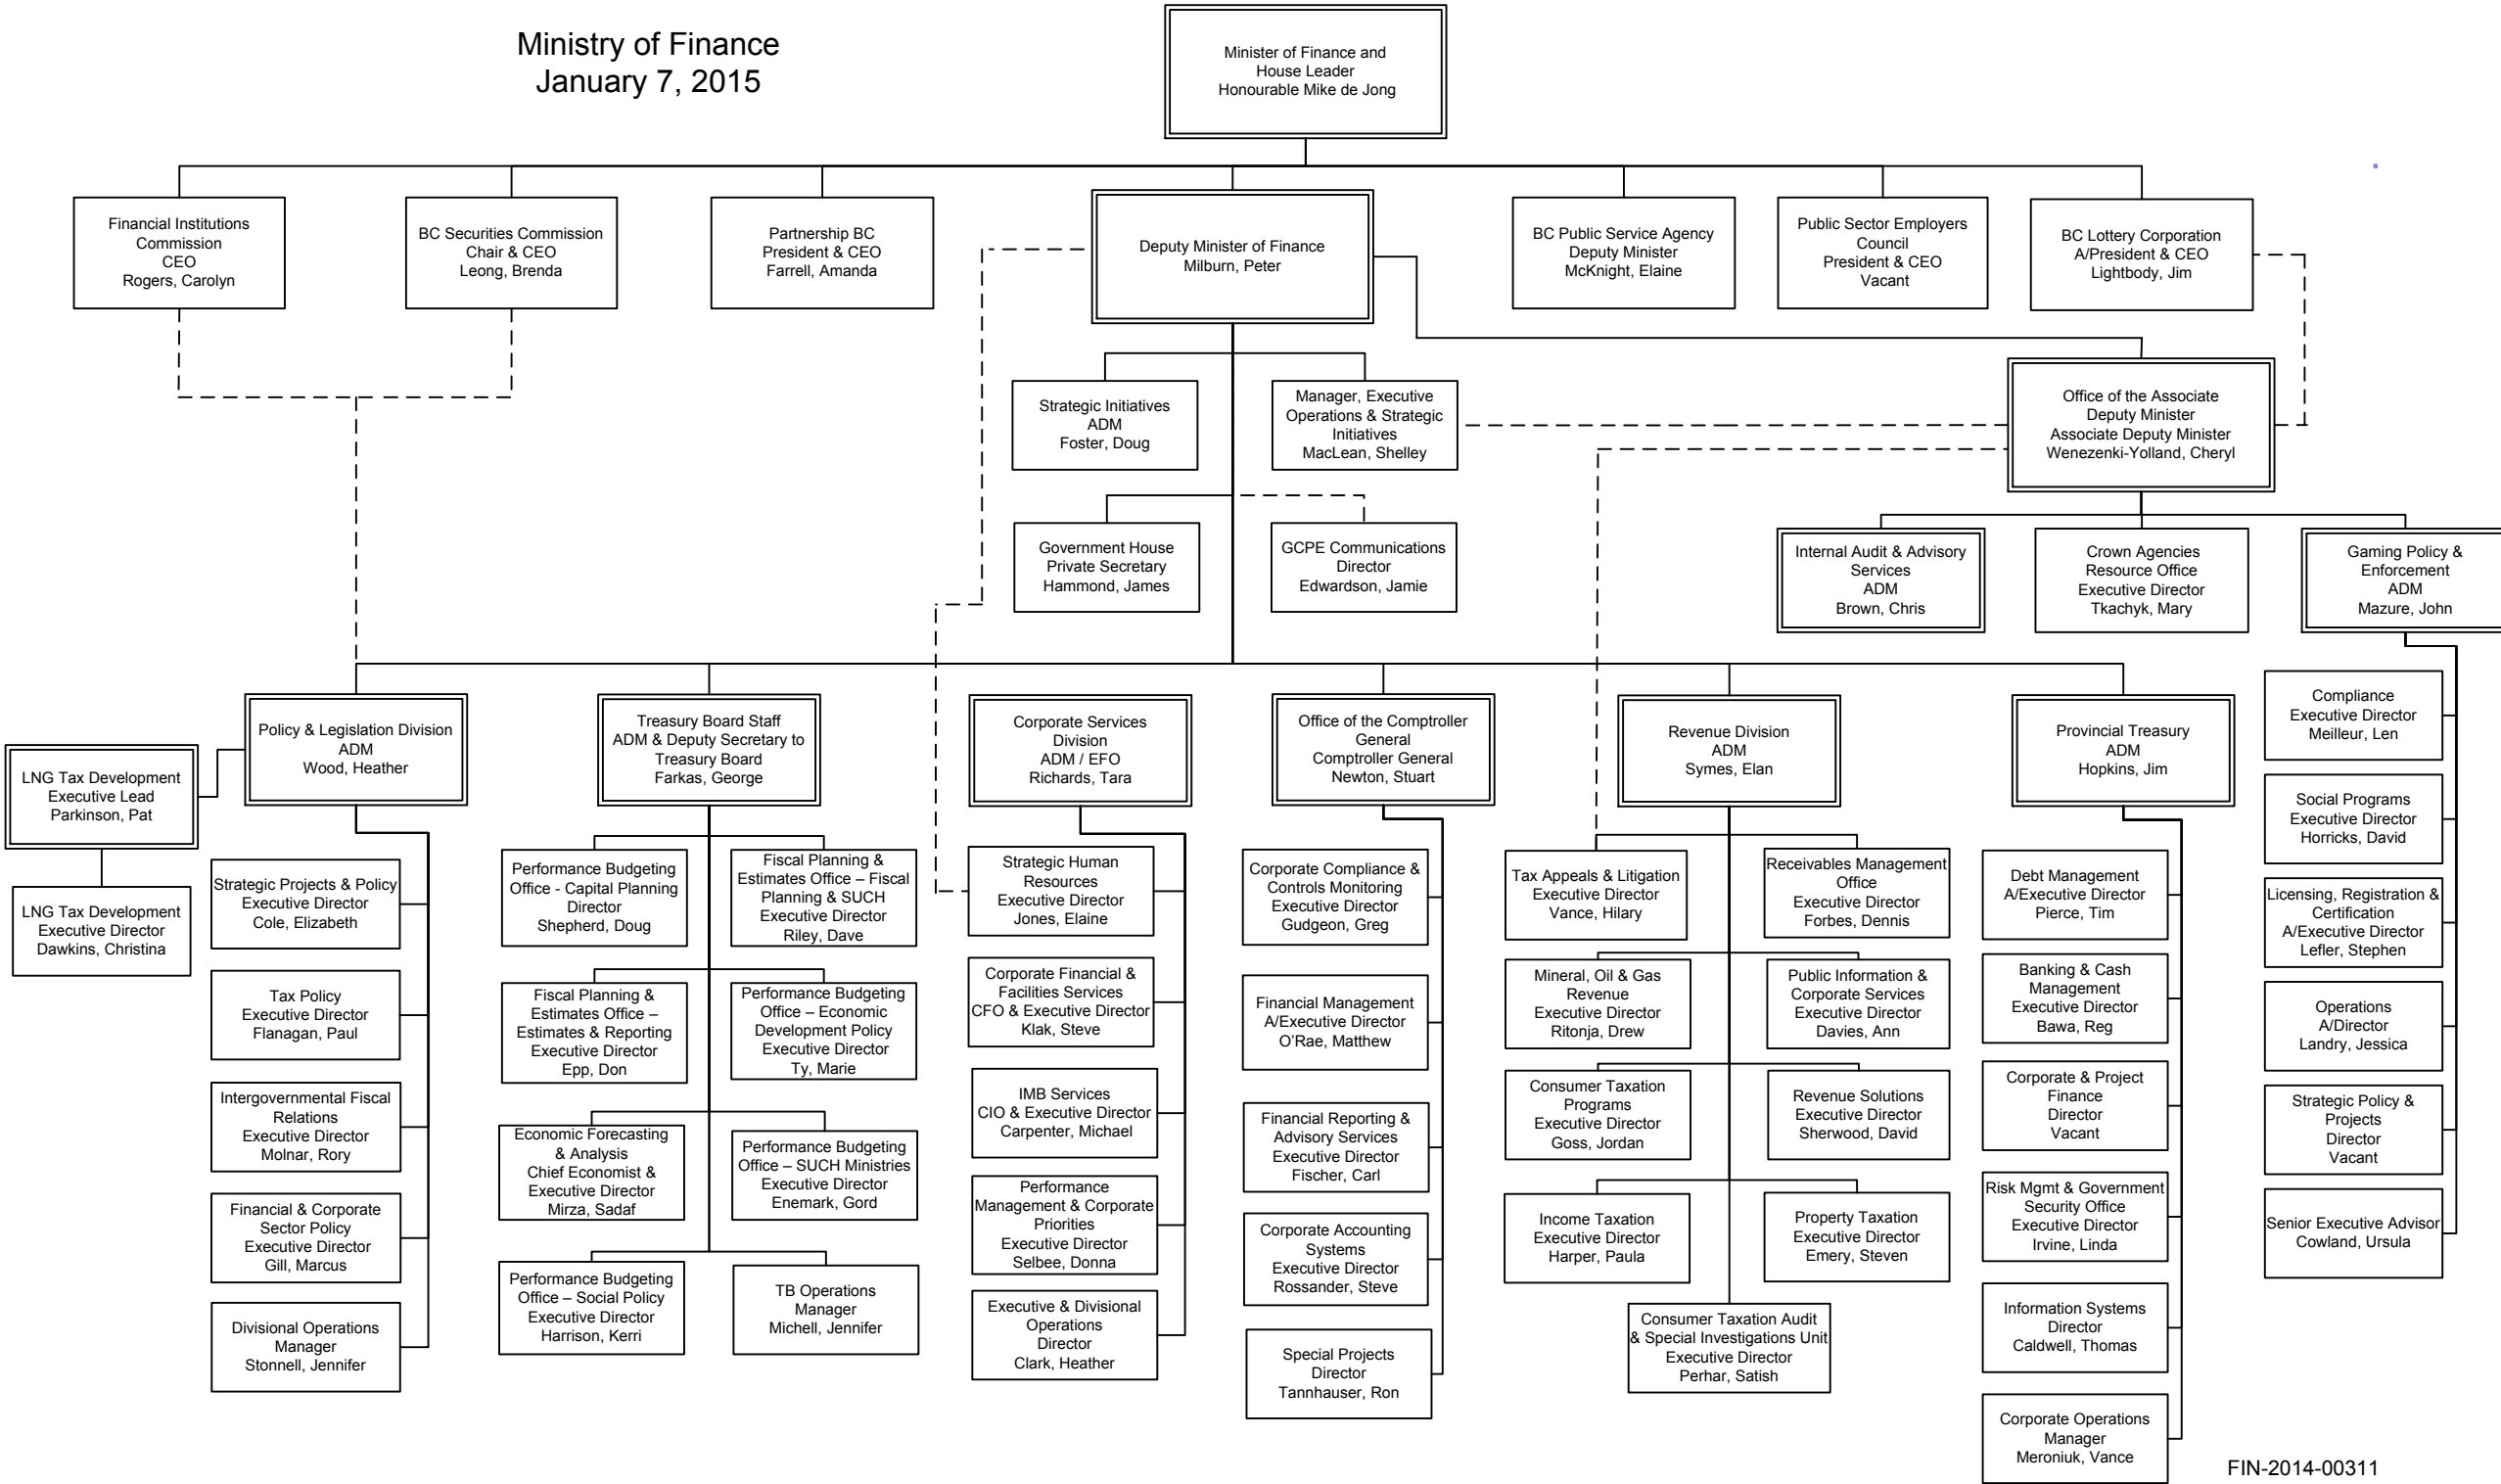 Ministry of Finance
January 7, 2015
Minister of Finance and
House Leader
Honourable Mike de Jong
Financial Institutions
Commission
CEO
Rogers, Carolyn
BC Securities Commission
Chair & CEO
Leong, Brenda
Partnership BC
President & CEO
Farrell, Amanda
Deputy Minister of Finance
Milburn, Peter
BC Public Service Agency
Deputy Minister
McKnight, Elaine
Public Sector Employers
Council
President & CEO
Vacant
BC Lottery Corporation
A/President & CEO
Lightbody, Jim
Strategic Initiatives
ADM
Foster, Doug
Manager, Executive
Operations & Strategic
Initiatives
MacLean, Shelley
Office of the Associate
Deputy Minister
Associate Deputy Minister
Wenezenki-Yolland, Cheryl
Government House
Private Secretary
Hammond, James
GCPE Communications
Director
Edwardson, Jamie
Internal Audit & Advisory
Services
ADM
Brown, Chris
Crown Agencies
Resource Office
Executive Director
Tkachyk, Mary
Gaming Policy &
Enforcement
ADM
Mazure, John
LNG Tax Development
Executive Lead
Parkinson, Pat
LNG Tax Development
Executive Director
Dawkins, Christina
Policy & Legislation Division
ADM
Wood, Heather
Strategic Projects & Policy
Executive Director
Cole, Elizabeth
Tax Policy
Executive Director
Flanagan, Paul
Intergovernmental Fiscal
Relations
Executive Director
Molnar, Rory
Financial & Corporate
Sector Policy
Executive Director
Gill, Marcus
Divisional Operations
Manager
Stonnell, Jennifer
Treasury Board Staff
ADM & Deputy Secretary to
Treasury Board
Farkas, George
Performance Budgeting
Office - Capital Planning
Director
Shepherd, Doug
Fiscal Planning &
Estimates Office – Fiscal
Planning & SUCH
Executive Director
Riley, Dave
Fiscal Planning &
Estimates Office –
Estimates & Reporting
Executive Director
Epp, Don
Performance Budgeting
Office – Economic
Development Policy
Executive Director
Ty, Marie
Economic Forecasting
& Analysis
Chief Economist &
Executive Director
Mirza, Sadaf
Performance Budgeting
Office – SUCH Ministries
Executive Director
Enemark, Gord
Performance Budgeting
Office – Social Policy
Executive Director
Harrison, Kerri
TB Operations
Manager
Michell, Jennifer
Corporate Services
Division
ADM / EFO
Richards, Tara
Strategic Human
Resources
Executive Director
Jones, Elaine
Corporate Financial &
Facilities Services
CFO & Executive Director
Klak, Steve
IMB Services
CIO & Executive Director
Carpenter, Michael
Performance
Management & Corporate
Priorities
Executive Director
Selbee, Donna
Executive & Divisional
Operations
Director
Clark, Heather
Office of the Comptroller
General
Comptroller General
Newton, Stuart
Corporate Compliance &
Controls Monitoring
Executive Director
Gudgeon, Greg
Financial Management
A/Executive Director
O'Rae, Matthew
Financial Reporting &
Advisory Services
Executive Director
Fischer, Carl
Corporate Accounting
Systems
Executive Director
Rossander, Steve
Special Projects
Director
Tannhauser, Ron
Revenue Division
ADM
Symes, Elan
Tax Appeals & Litigation
Executive Director
Vance, Hilary
Receivables Management
Office
Executive Director
Forbes, Dennis
Mineral, Oil & Gas
Revenue
Executive Director
Ritonja, Drew
Public Information &
Corporate Services
Executive Director
Davies, Ann
Consumer Taxation
Programs
Executive Director
Goss, Jordan
Revenue Solutions
Executive Director
Sherwood, David
Income Taxation
Executive Director
Harper, Paula
Property Taxation
Executive Director
Emery, Steven
Consumer Taxation Audit
& Special Investigations Unit
Executive Director
Perhar, Satish
Provincial Treasury
ADM
Hopkins, Jim
Debt Management
A/Executive Director
Pierce, Tim
Banking & Cash
Management
Executive Director
Bawa, Reg
Corporate & Project
Finance
Director
Vacant
Risk Mgmt & Government
Security Office
Executive Director
Irvine, Linda
Information Systems
Director
Caldwell, Thomas
Corporate Operations
Manager
Meroniuk, Vance
Compliance
Executive Director
Meilleur, Len
Social Programs
Executive Director
Horricks, David
Licensing, Registration &
Certification
A/Executive Director
Lefler, Stephen
Operations
A/Director
Landry, Jessica
Strategic Policy &
Projects
Director
Vacant
Senior Executive Advisor
Cowland, Ursula
FIN-2014-00311